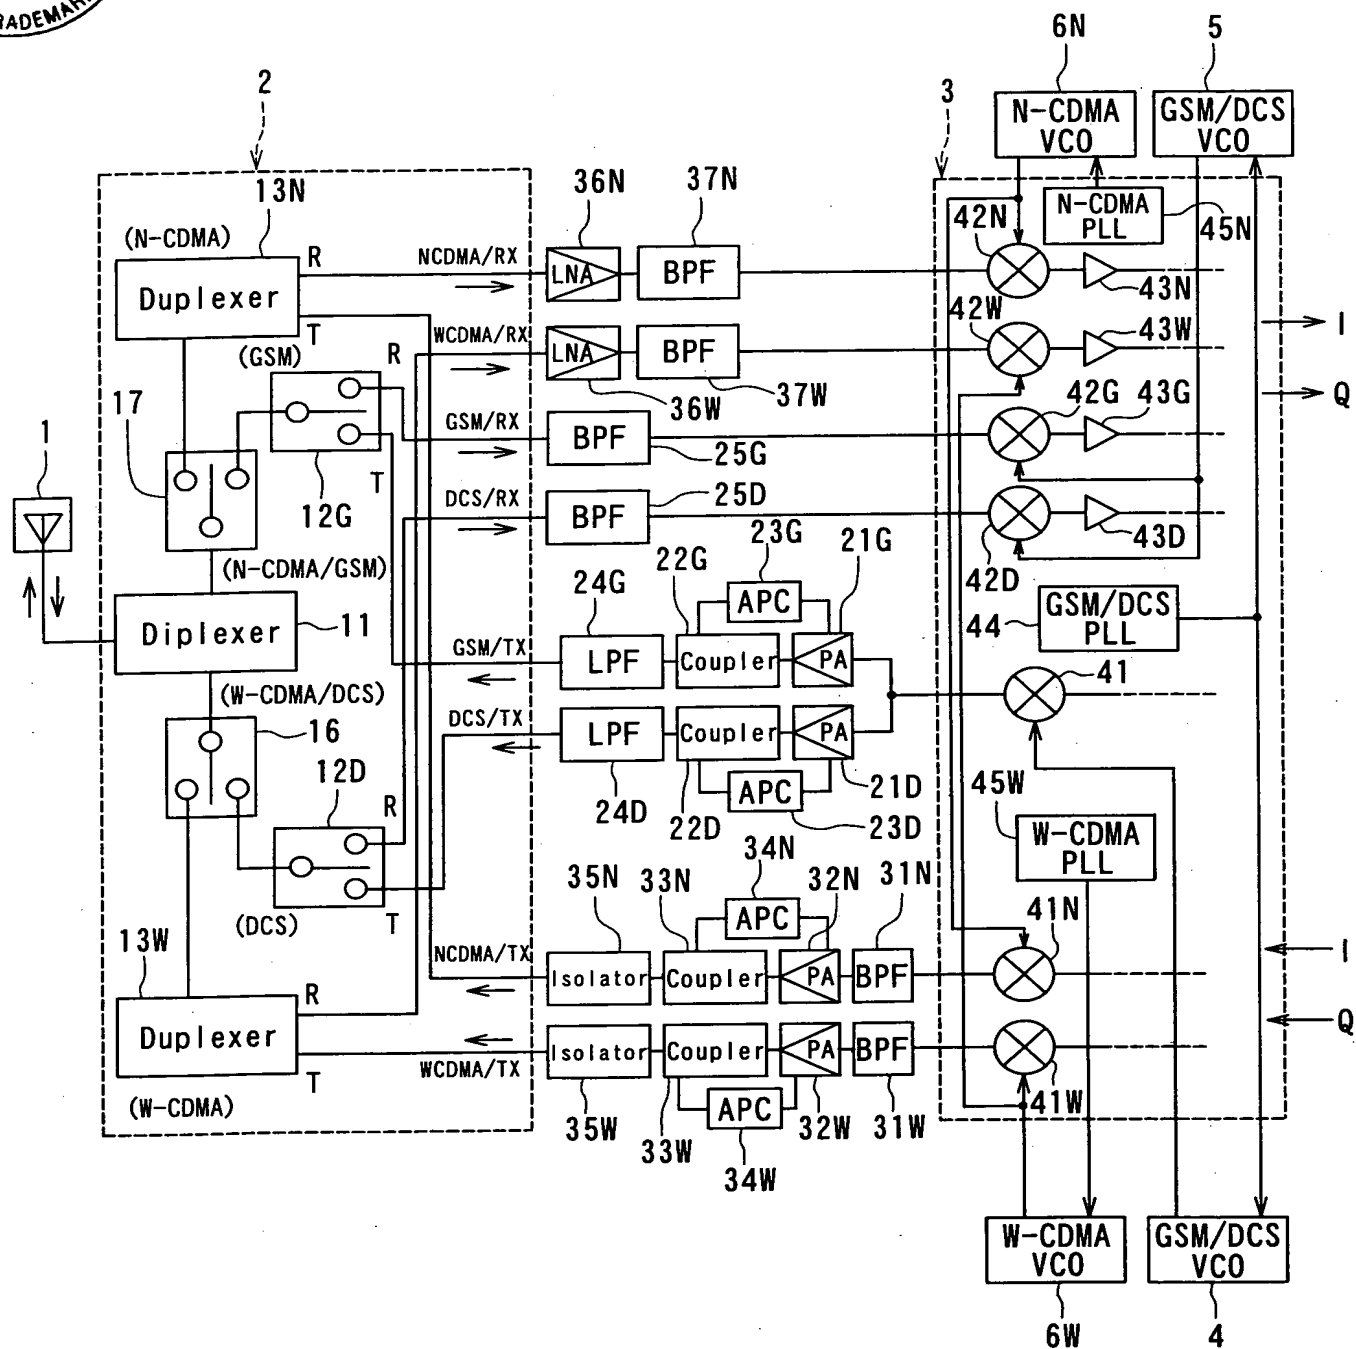 TRADEMARK
6N
5
2
3
N-CDMA
VCO
GSM/DCS
VCO
13N
36N
37N
42N
N-CDMA
PLL
45N
(N-CDMA)
R
NCDMA/RX
LNA
BPF
43N
Duplexer
T
42W
43W
I
WCDMA/RX
LNA
BPF
(GSM)
R
17
36W
37W
42G
43G
Q
1
GSM/RX
BPF
25G
T
12G
DCS/RX
BPF
25D
43D
42D
(N-CDMA/GSM)
23G
21G
22G
24G
APC
GSM/DCS
PLL
44
Diplexer
11
GSM/TX
LPF
Coupler
PA
41
(W-CDMA/DCS)
DCS/TX
LPF
Coupler
PA
16
12D
R
24D
22D
APC
23D
21D
45W
W-CDMA
PLL
34N
35N
33N
32N
31N
APC
(DCS)
T
13W
NCDMA/TX
Isolator
Coupler
PA
BPF
41N
I
R
Q
Duplexer
Isolator
Coupler
PA
BPF
T
WCDMA/TX
41W
(W-CDMA)
35W
33W
APC
34W
32W
31W
W-CDMA
VCO
GSM/DCS
VCO
6W
4